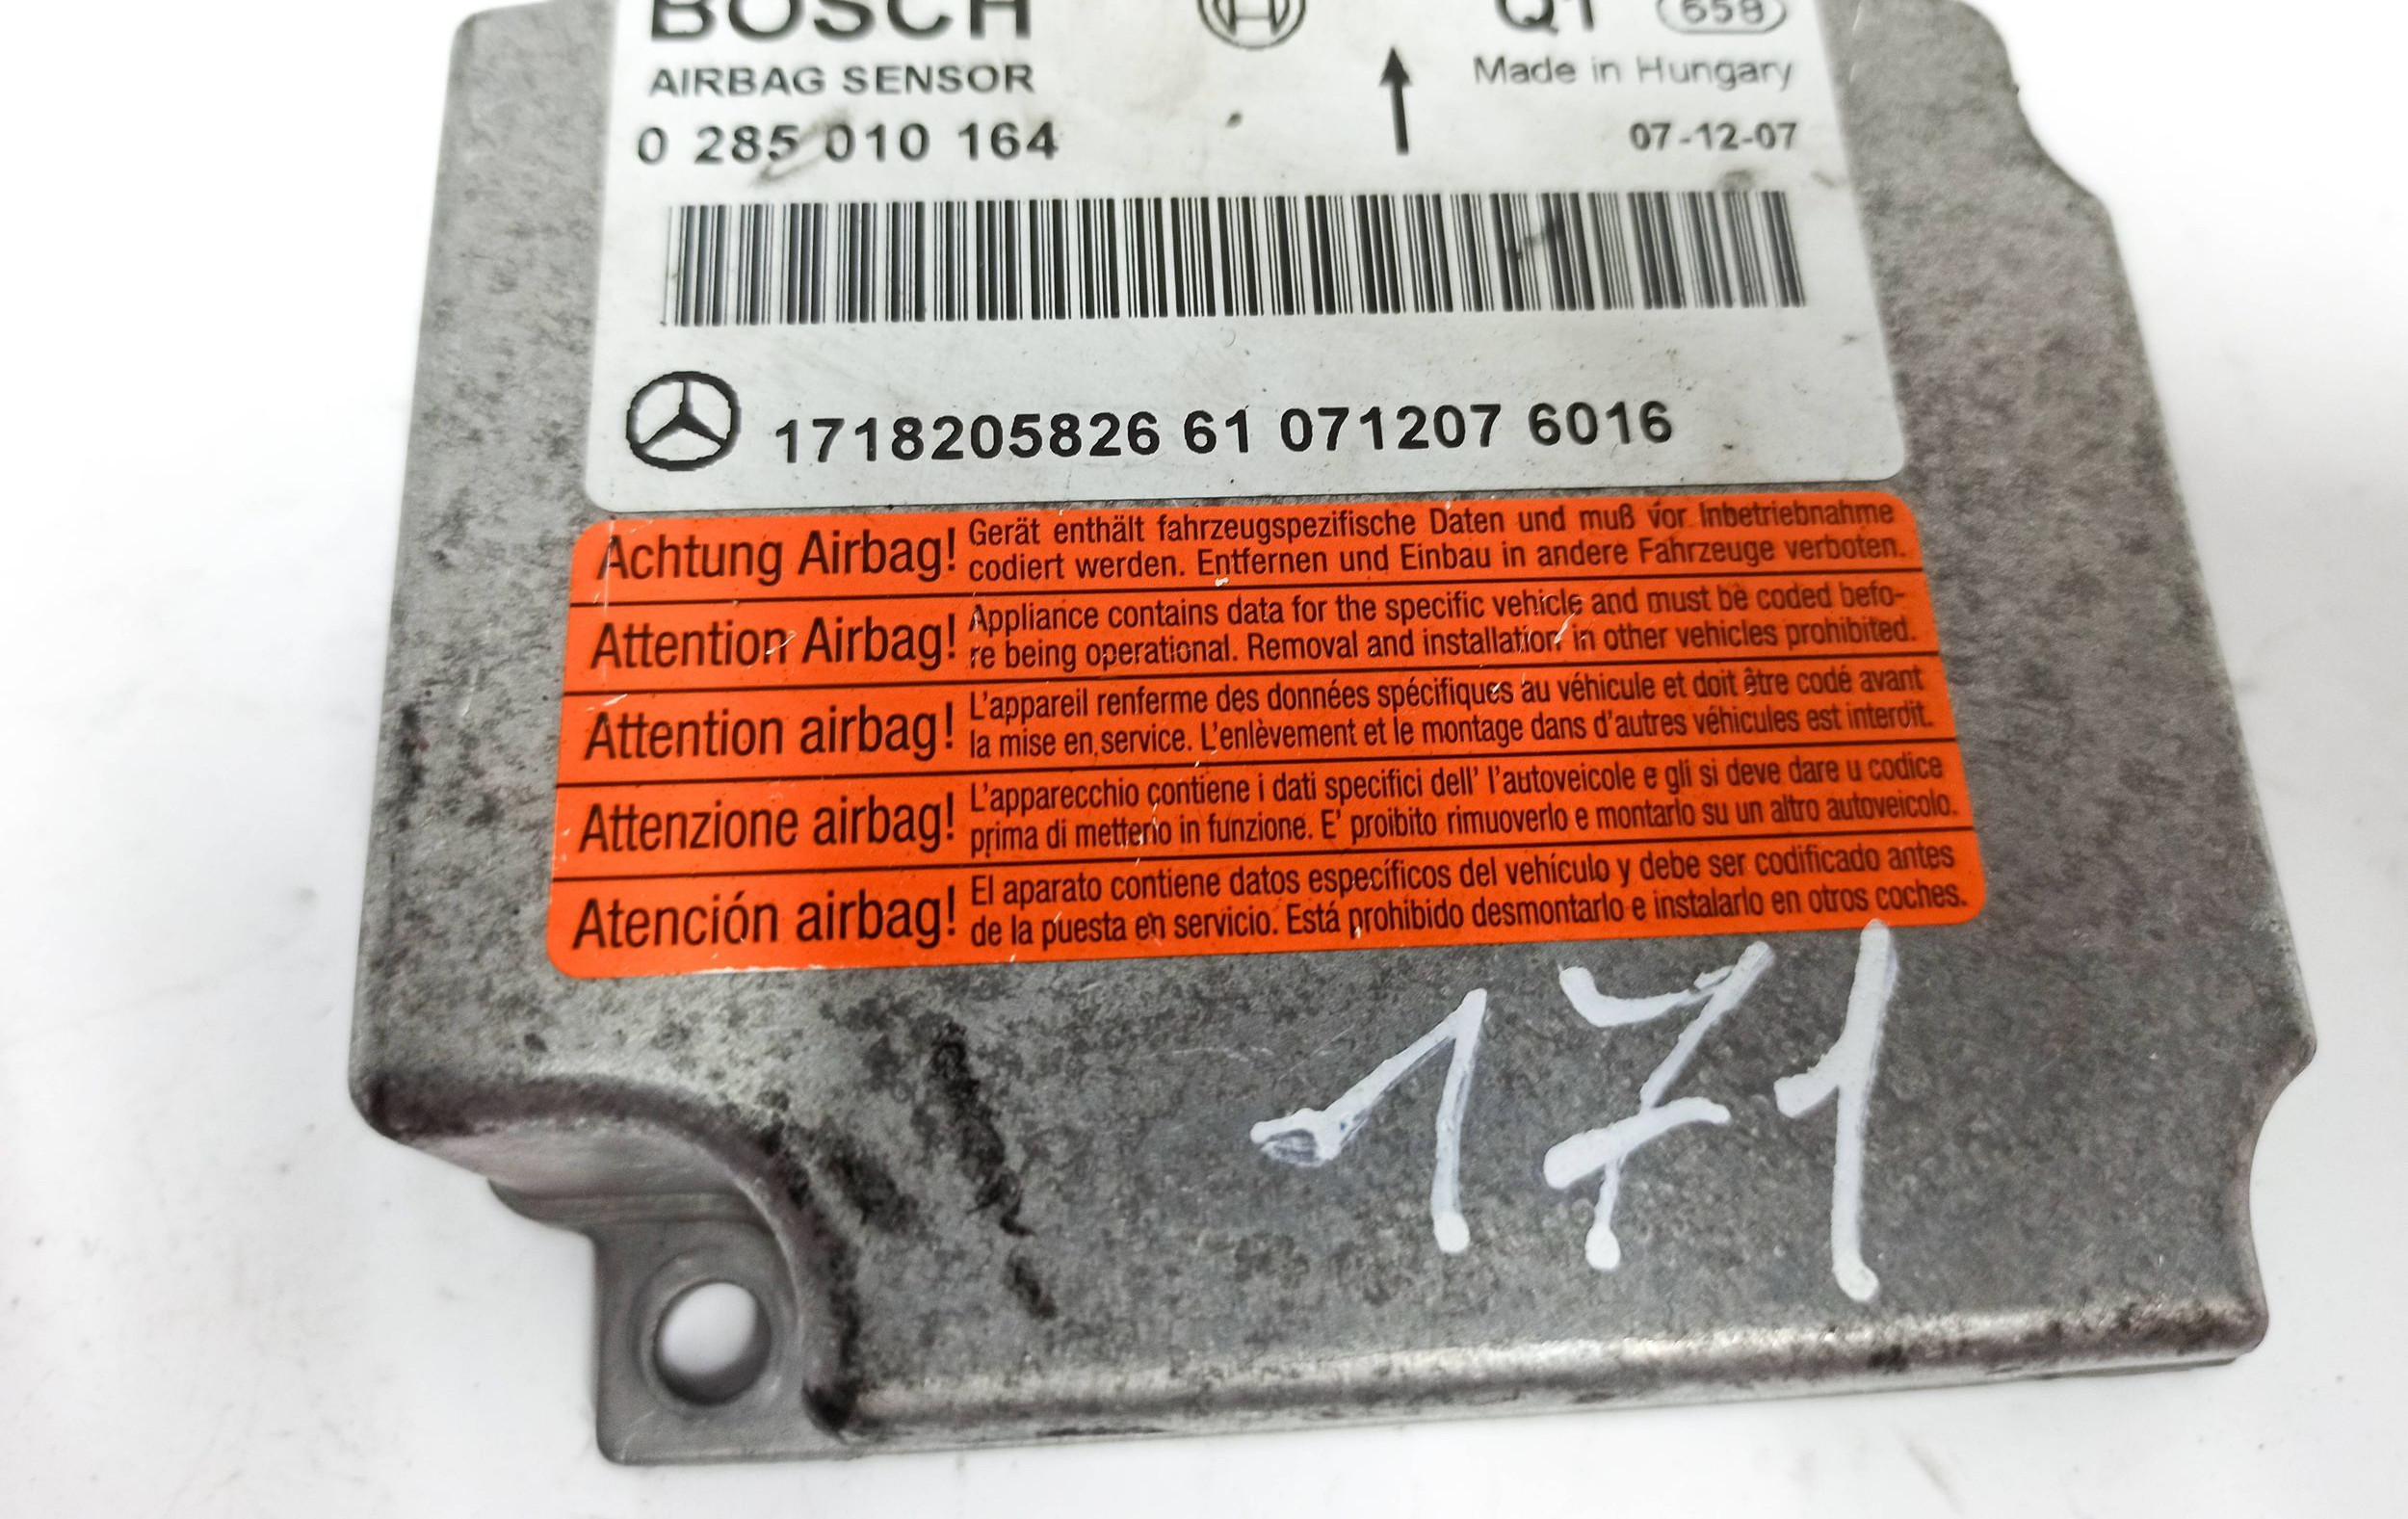 BOSCH
Q1 658
AIRBAG SENSOR
Made in Hungary
0 285 010 164
07-12-07
1718205826 61 071207 6016
Achtung Airbag! Gerät enthält fahrzeugspezifische Daten und muß vor Inbetriebnahme
codiert werden. Entfernen und Einbau in andere Fahrzeuge verboten.
Attention Airbag! Appliance contains data for the specific vehicle and must be coded befo-
re being operational. Removal and installation in other vehicles prohibited.
Attention airbag! L'appareil renferme des données spécifiques au véhicule et doit être codé avant
la mise en service. L'enlèvement et le montage dans d'autres véhicules est interdit.
Attenzione airbag! L'apparecchio contiene i dati specifici dell' l'autoveicole e gli si deve dare u codice
prima di metterlo in funzione. E' proibito rimuoverlo e montarlo su un altro autoveicolo.
Atención airbag! El aparato contiene datos específicos del vehículo y debe ser codificado antes
de la puesta en servicio. Está prohibido desmontarlo e instalarlo en otros coches.
171